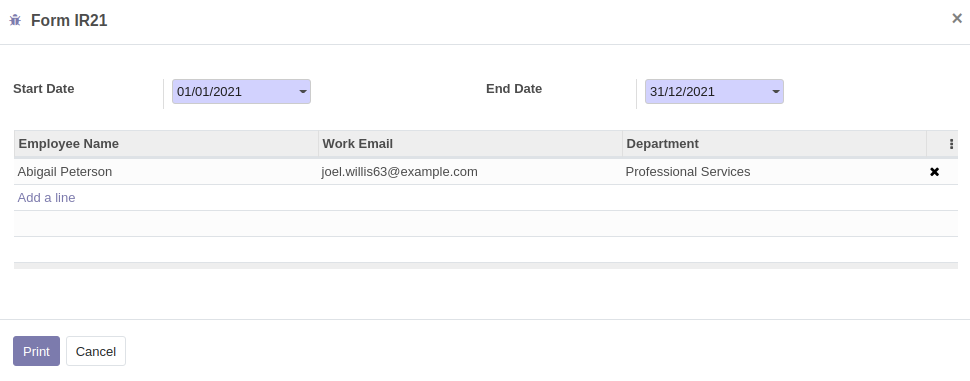 Form IR21
×
Start Date 01/01/2021 End Date 31/12/2021
Employee Name Work Email Department
Abigail Peterson joel.willis63@example.com Professional Services
Add a line
Print Cancel